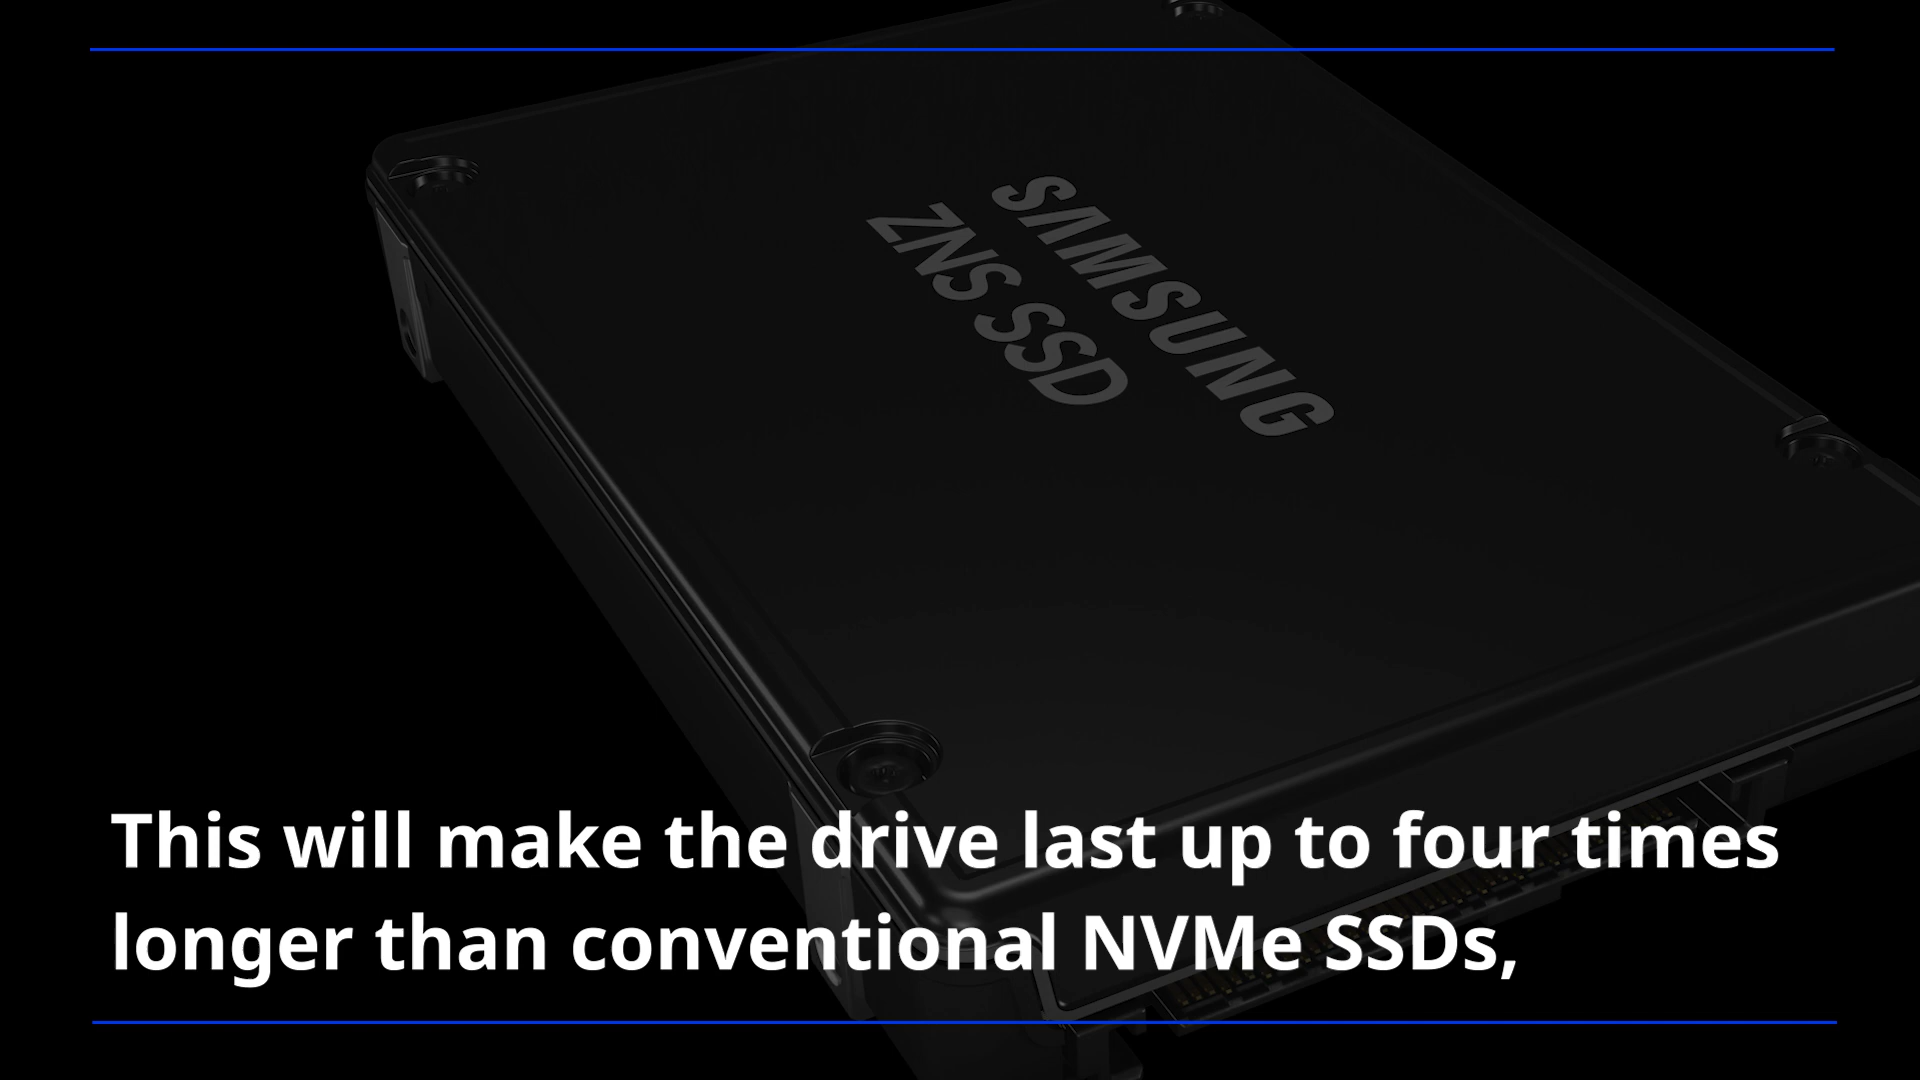 SAMSUNG
ZNS SSD
This will make the drive last up to four times
longer than conventional NVMe SSDs,